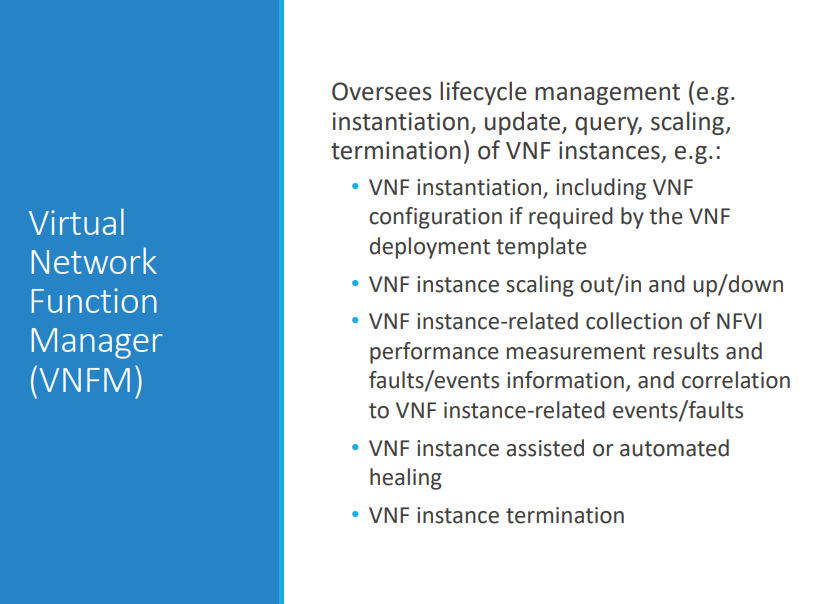 Virtual
Network
Function
Manager
(VNFM)
Oversees lifecycle management (e.g.
instantiation, update, query, scaling,
termination) of VNF instances, e.g.:
• VNF instantiation, including VNF
configuration if required by the VNF
deployment template
• VNF instance scaling out/in and up/down
• VNF instance-related collection of NFVI
performance measurement results and
faults/events information, and correlation
to VNF instance-related events/faults
• VNF instance assisted or automated
healing
• VNF instance termination